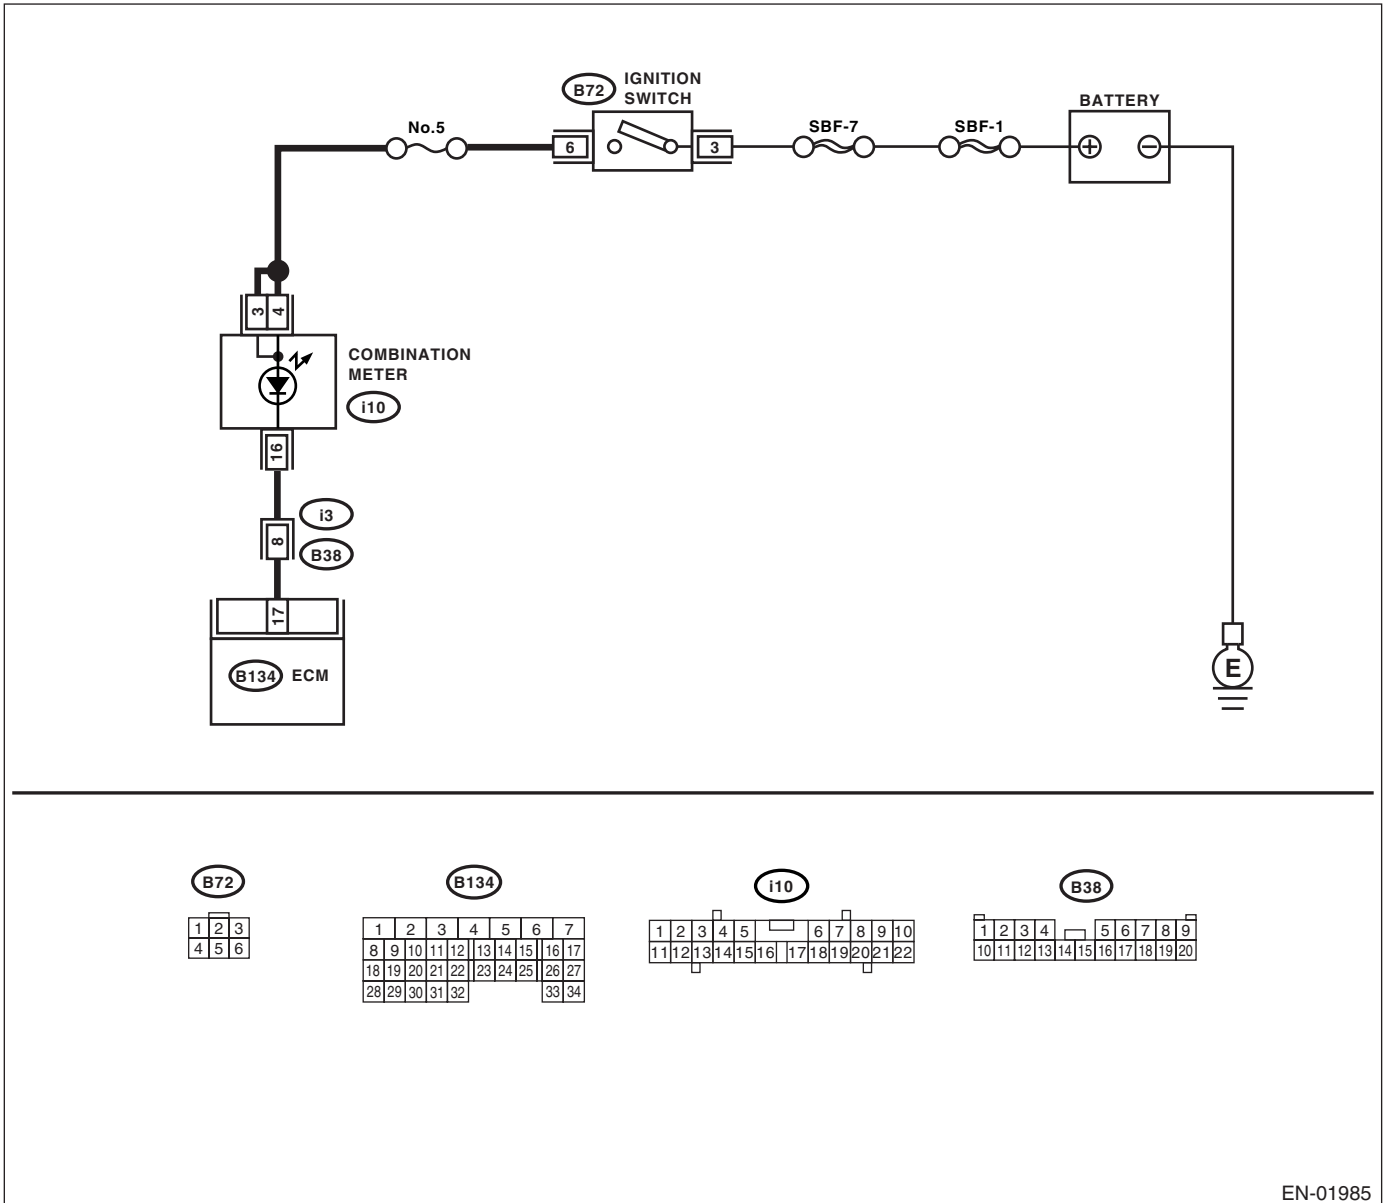 IGNITION
SWITCH
B72
BATTERY
No.5
SBF-7
SBF-1
6
3
3
4
COMBINATION
METER
i10
16
i3
8
B38
17
B134
ECM
E
B72
B134
i10
B38
1 2 3
4 5 6
1 2 3 4 5 6 7
8 9 10 11 12 13 14 15 16 17
18 19 20 21 22 23 24 25 26 27
28 29 30 31 32 33 34
1 2 3 4 5 6 7 8 9 10
11 12 13 14 15 16 17 18 19 20 21 22
1 2 3 4 5 6 7 8 9
10 11 12 13 14 15 16 17 18 19 20
EN-01985